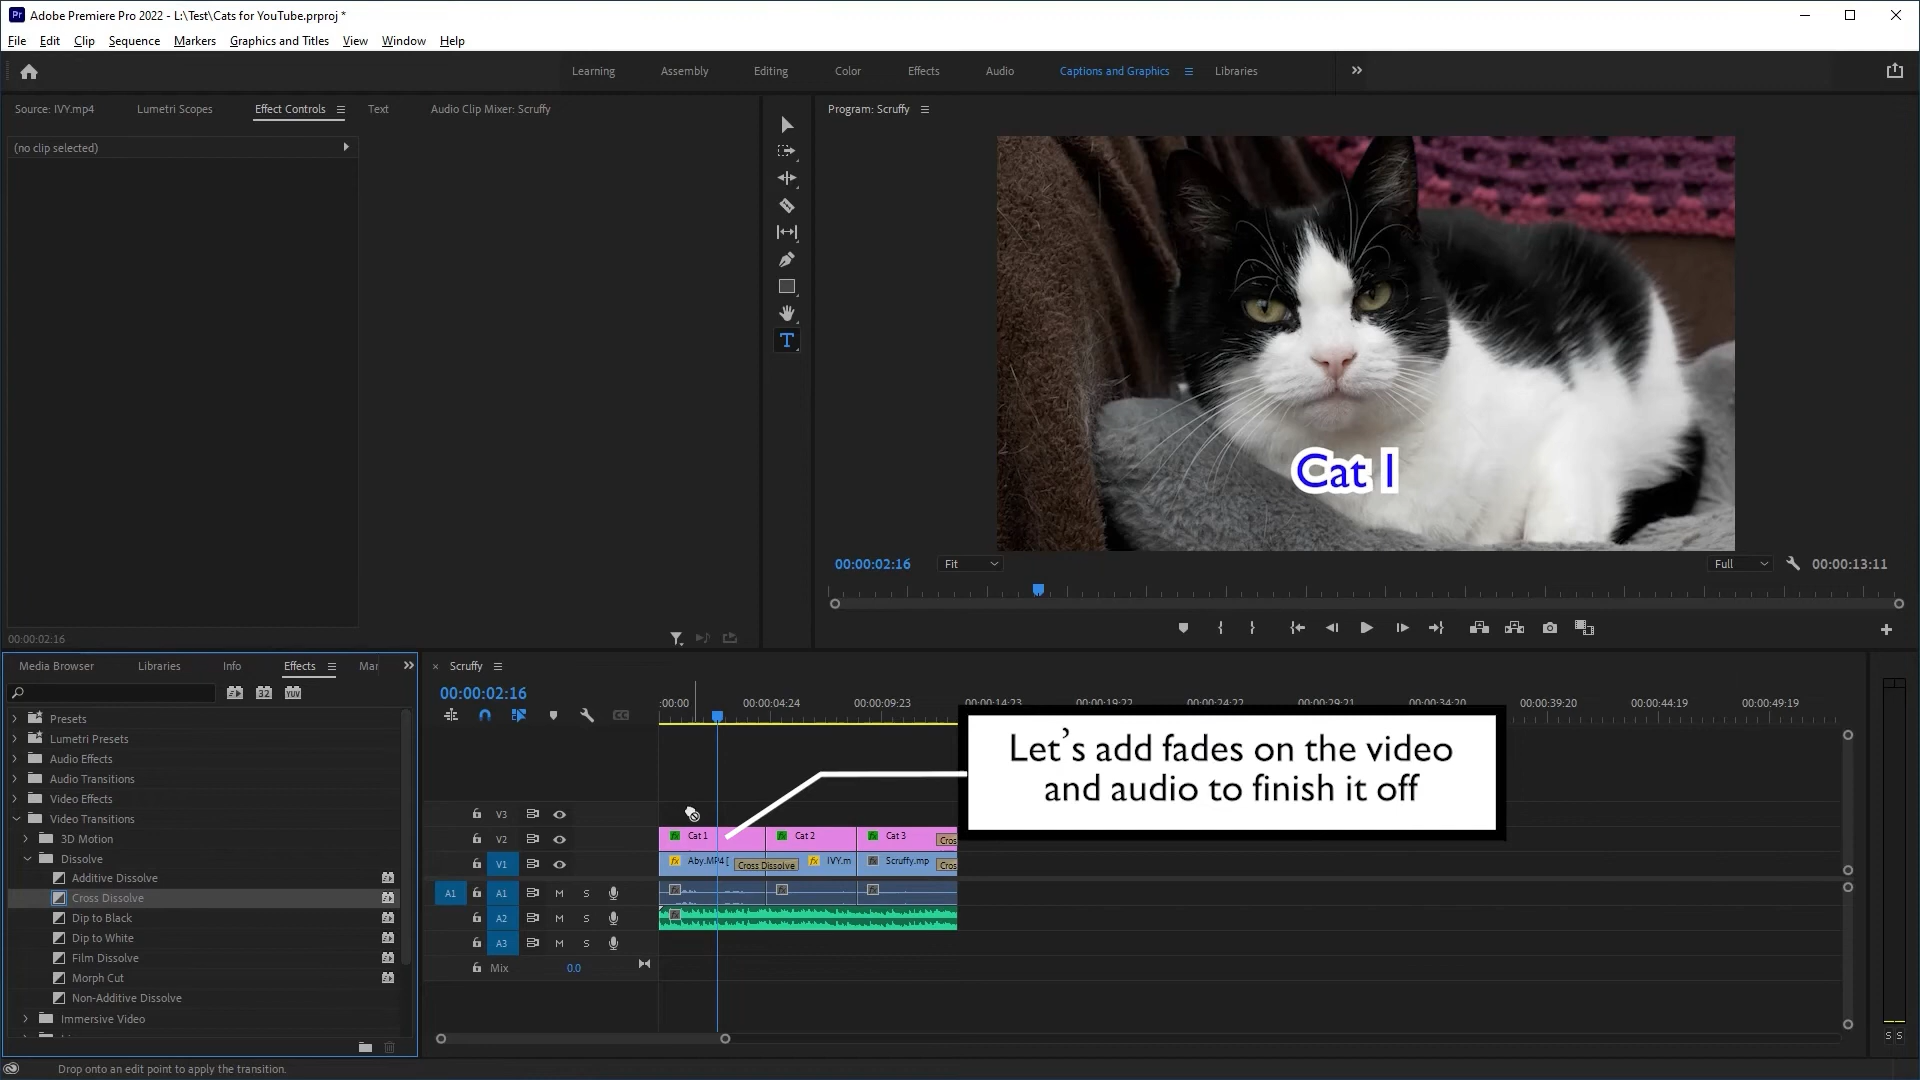 Adobe Premiere Pro 2022 - L:\Test\Cats for YouTube.prproj *
File Edit Clip Sequence Markers Graphics and Titles View Window Help
Learning Assembly Editing Color Effects Audio Captions and Graphics Libraries
Source: IVY.mp4 Lumetri Scopes Effect Controls Text Audio Clip Mixer: Scruffy
Program: Scruffy
(no clip selected)
Cat 1
00:00:02:16 Fit Full 00:00:13:11
00:00:02:16
Media Browser Libraries Info Effects Mar
Scruffy
00:00:02:16
:00:00 00:00:04:24 00:00:09:23 00:00:14:23 00:00:19:22 00:00:24:22 00:00:29:21 00:00:34:20 00:00:39:20 00:00:44:19 00:00:49:19
Let's add fades on the video
and audio to finish it off
Presets
Lumetri Presets
Audio Effects
Audio Transitions
Video Effects
Video Transitions
3D Motion
Dissolve
Additive Dissolve
Cross Dissolve
Dip to Black
Dip to White
Film Dissolve
Morph Cut
Non-Additive Dissolve
Immersive Video
V3
V2 Cat 1 Cat 2 Cat 3 Cros
V1 Aby.MP4 [ Cross Dissolve IVY.m Scruffy.mp Cros
A1 A1 M S
A2 M S
A3 M S
Mix 0.0
S S
Drop onto an edit point to apply the transition.